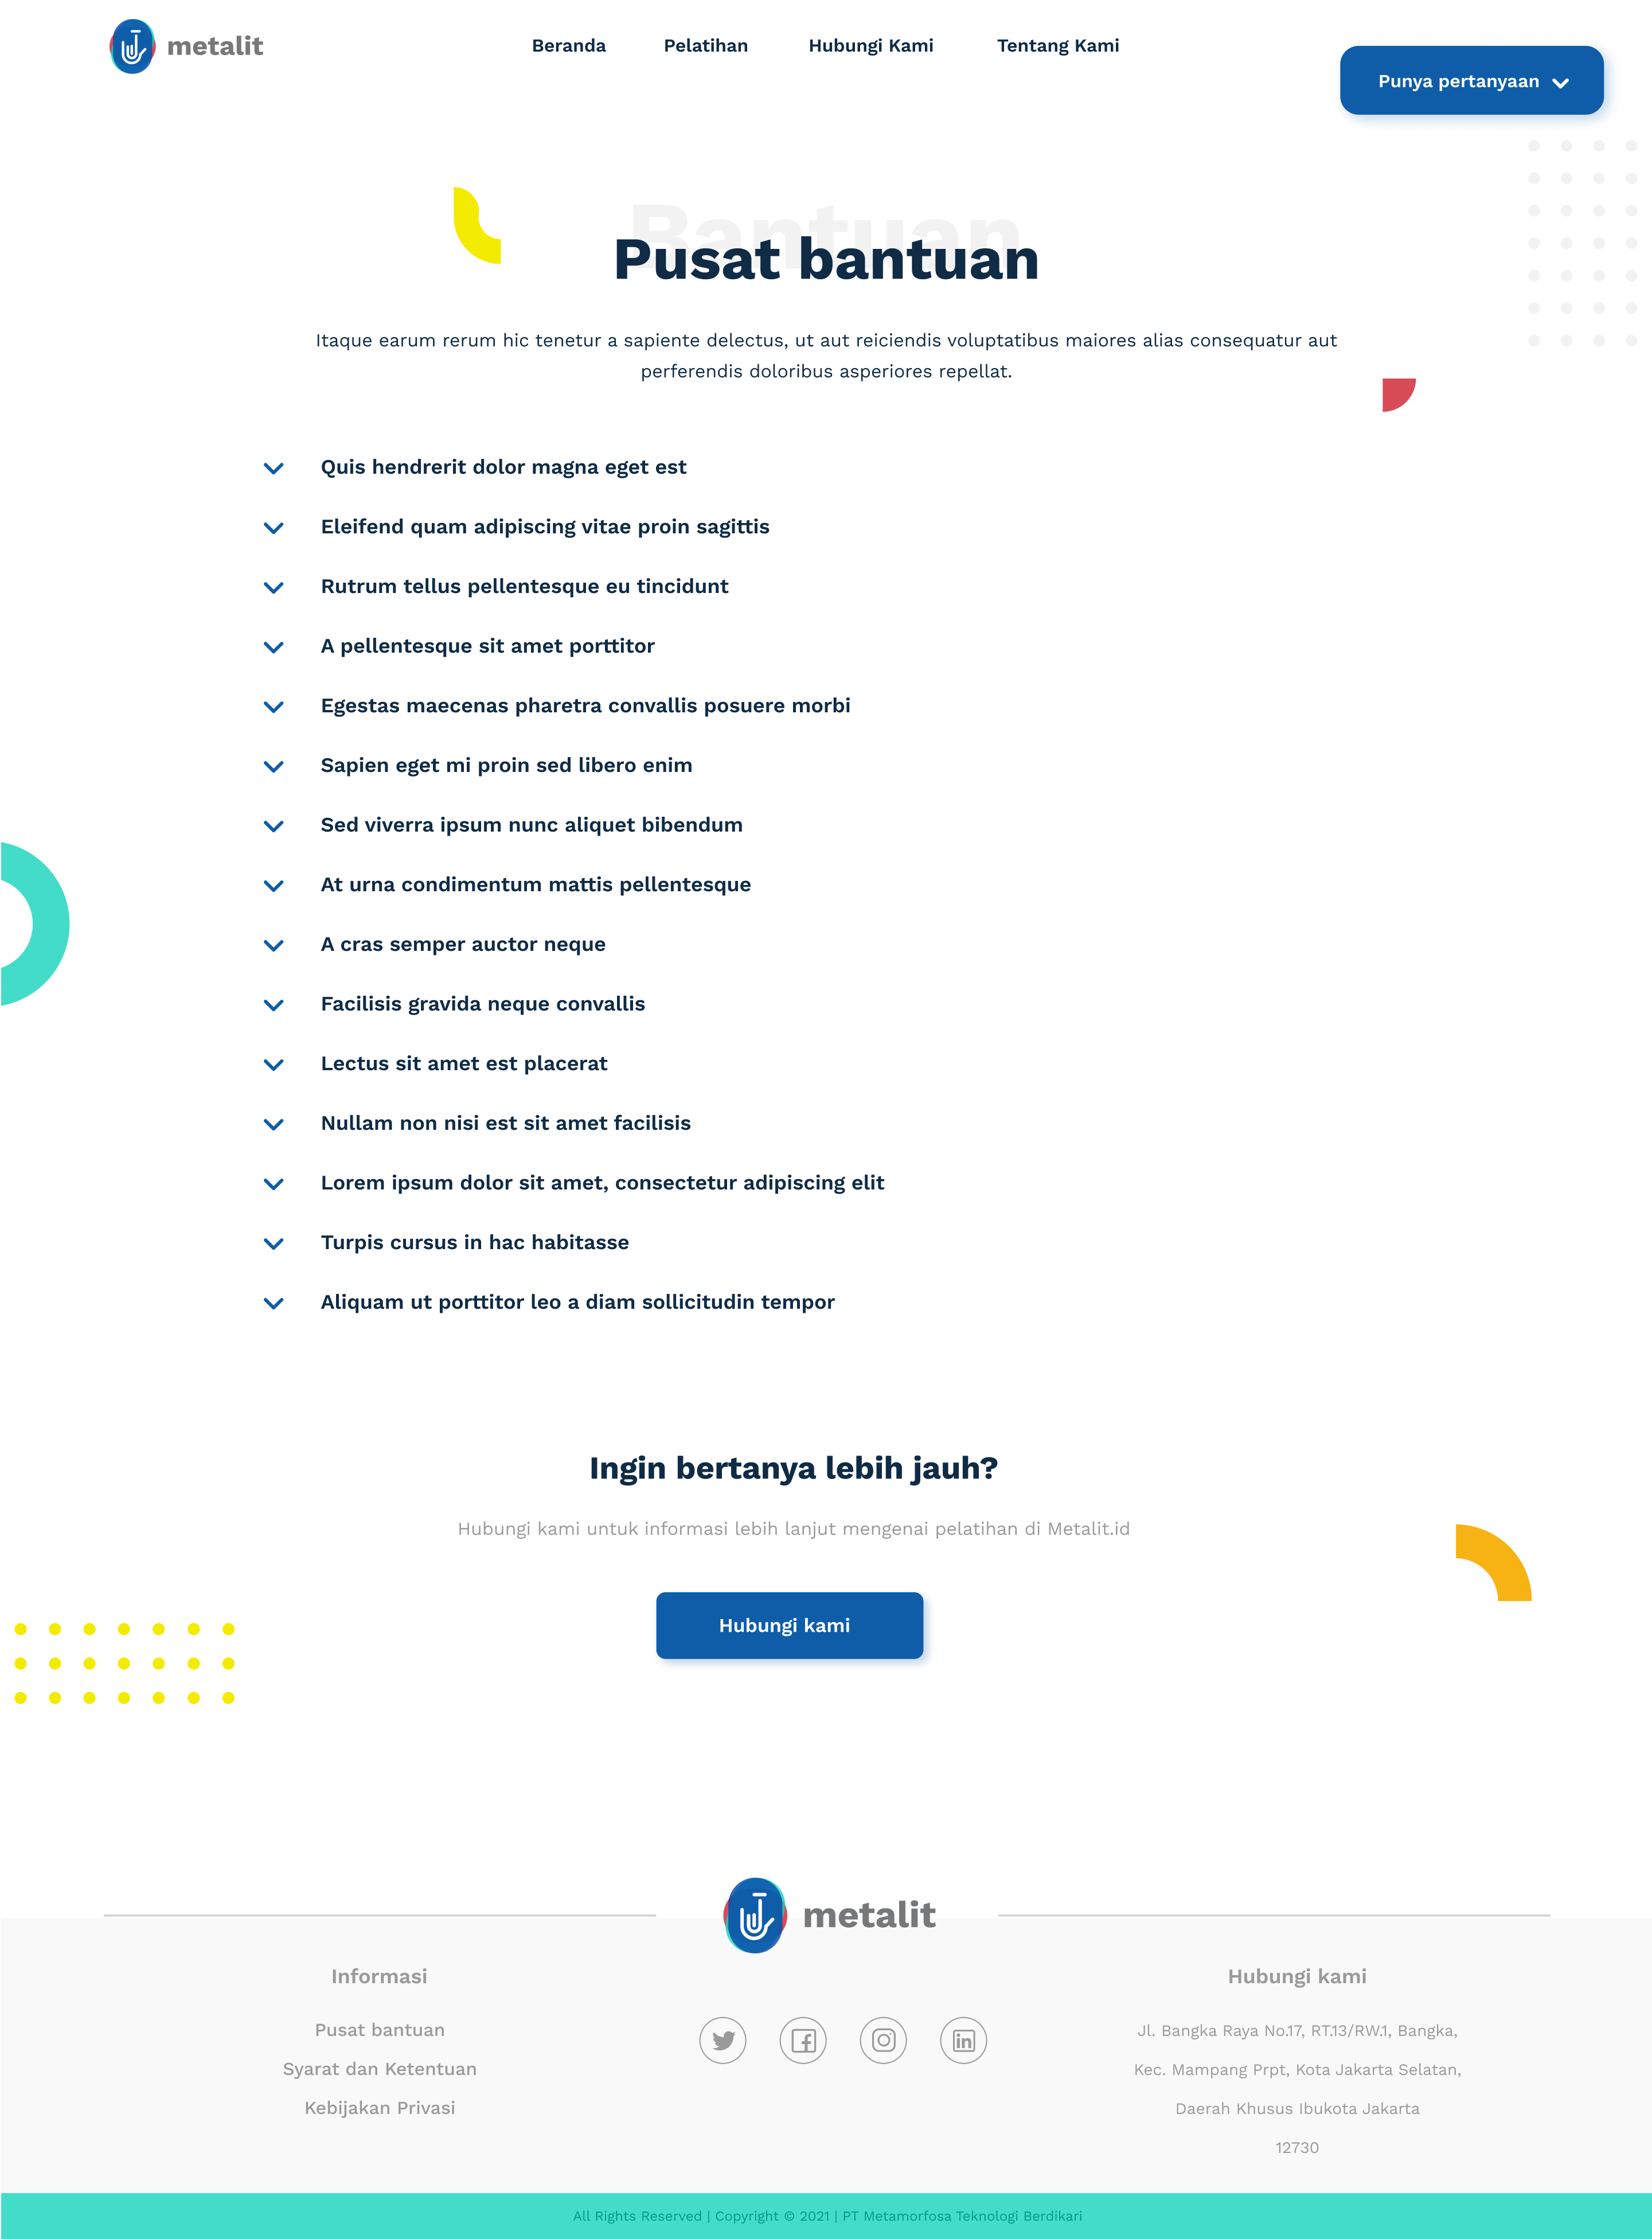 metalit
Beranda Pelatihan Hubungi Kami Tentang Kami
Punya pertanyaan
Bantuan
Pusat bantuan
Itaque earum rerum hic tenetur a sapiente delectus, ut aut reiciendis voluptatibus maiores alias consequatur aut
perferendis doloribus asperiores repellat.
Quis hendrerit dolor magna eget est
Eleifend quam adipiscing vitae proin sagittis
Rutrum tellus pellentesque eu tincidunt
A pellentesque sit amet porttitor
Egestas maecenas pharetra convallis posuere morbi
Sapien eget mi proin sed libero enim
Sed viverra ipsum nunc aliquet bibendum
At urna condimentum mattis pellentesque
A cras semper auctor neque
Facilisis gravida neque convallis
Lectus sit amet est placerat
Nullam non nisi est sit amet facilisis
Lorem ipsum dolor sit amet, consectetur adipiscing elit
Turpis cursus in hac habitasse
Aliquam ut porttitor leo a diam sollicitudin tempor
Ingin bertanya lebih jauh?
Hubungi kami untuk informasi lebih lanjut mengenai pelatihan di Metalit.id
Hubungi kami
metalit
Informasi
Pusat bantuan
Syarat dan Ketentuan
Kebijakan Privasi
Hubungi kami
Jl. Bangka Raya No.17, RT.13/RW.1, Bangka,
Kec. Mampang Prpt, Kota Jakarta Selatan,
Daerah Khusus Ibukota Jakarta
12730
All Rights Reserved | Copyright © 2021 | PT Metamorfosa Teknologi Berdikari